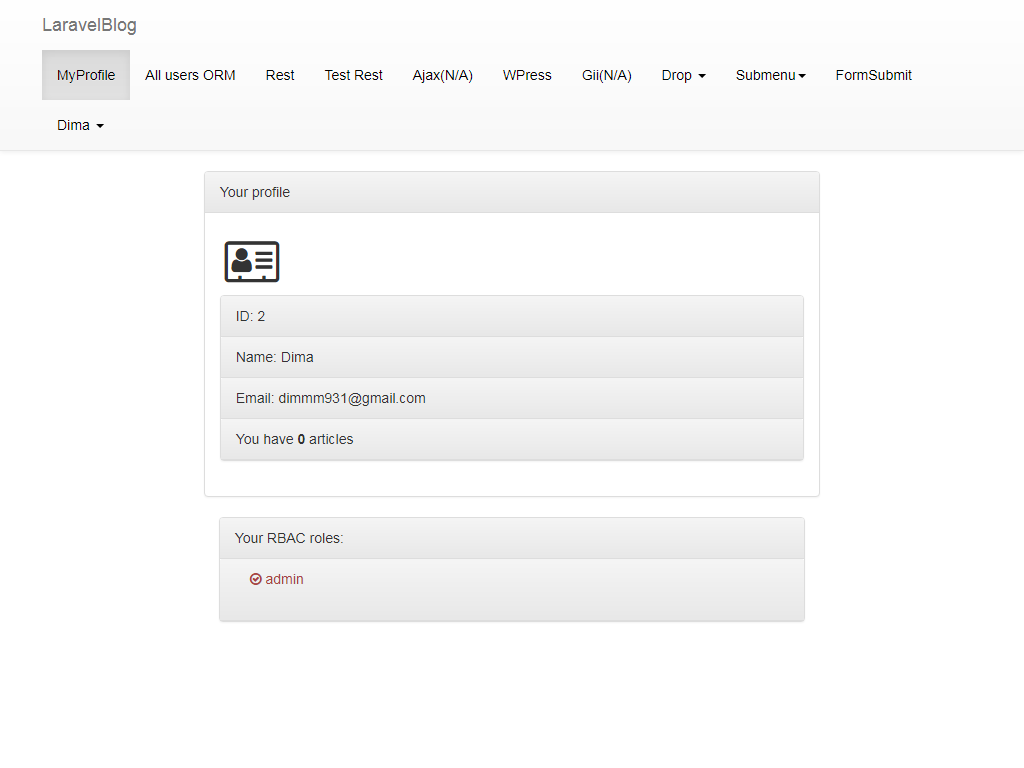 LaravelBlog
MyProfile All users ORM Rest Test Rest Ajax(N/A) WPress Gii(N/A) Drop Submenu FormSubmit
Dima
Your profile
ID: 2
Name: Dima
Email: dimmm931@gmail.com
You have 0 articles
Your RBAC roles:
admin